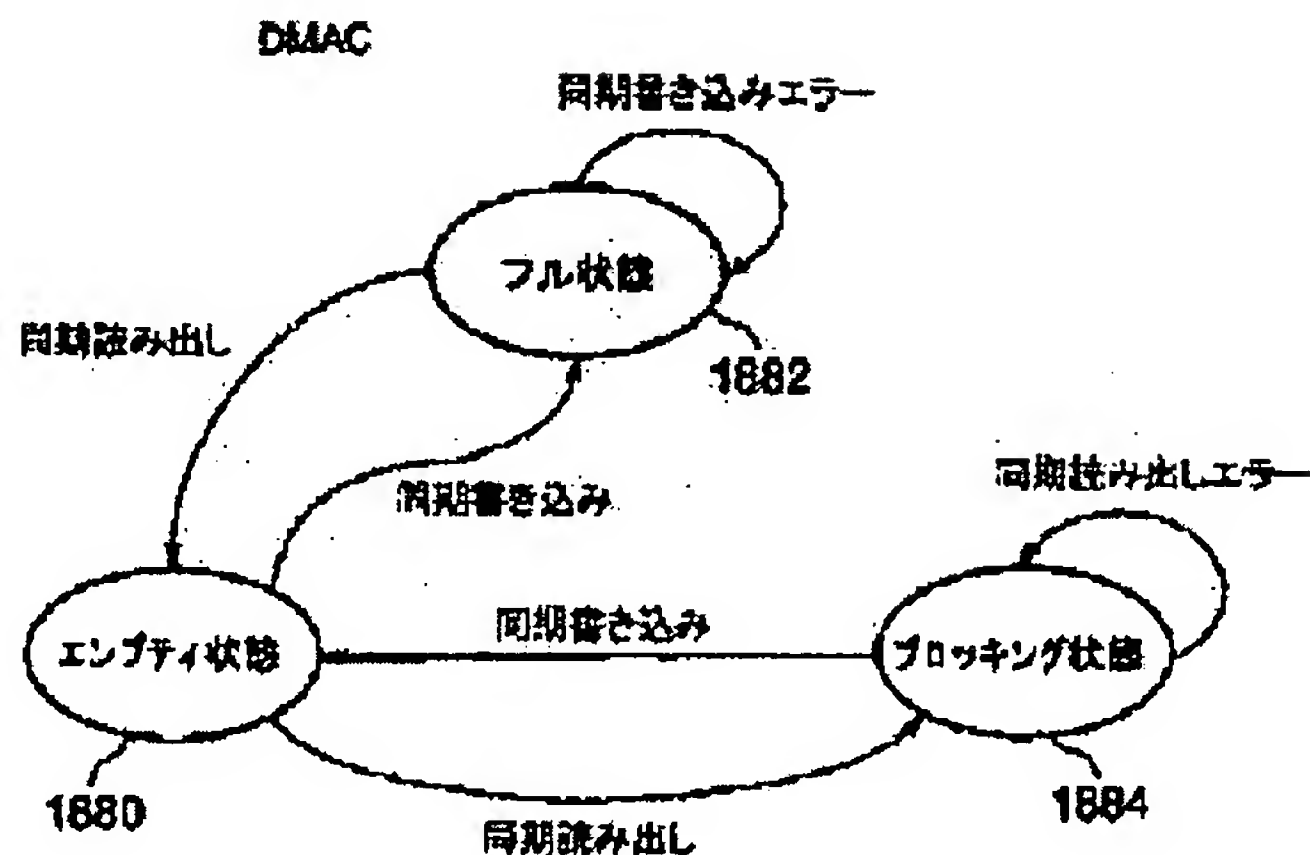 DMAC
同期書き込みエラー
フル状態
同期読み出し
1882
同期読み出しエラー
同期書き込み
同期書き込み
エンプティ状態
ブロッキング状態
1880
1884
同期読み出し